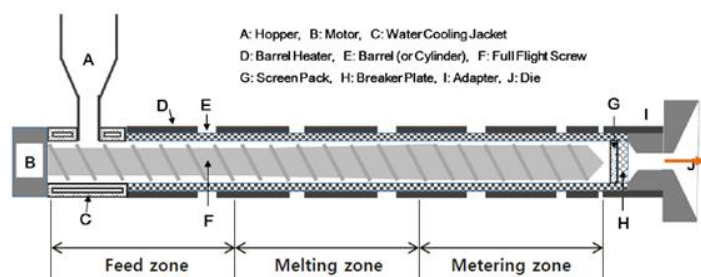 A: Hopper, B: Motor, C: Water Cooling Jacket
D: Barrel Heater, E: Barrel (or Cylinder), F: Full Flight Screw
G: Screen Pack, H: Breaker Plate, I: Adapter, J: Die
A
D
E
G
I
B
J
C
F
H
Feed zone
Melting zone
Metering zone